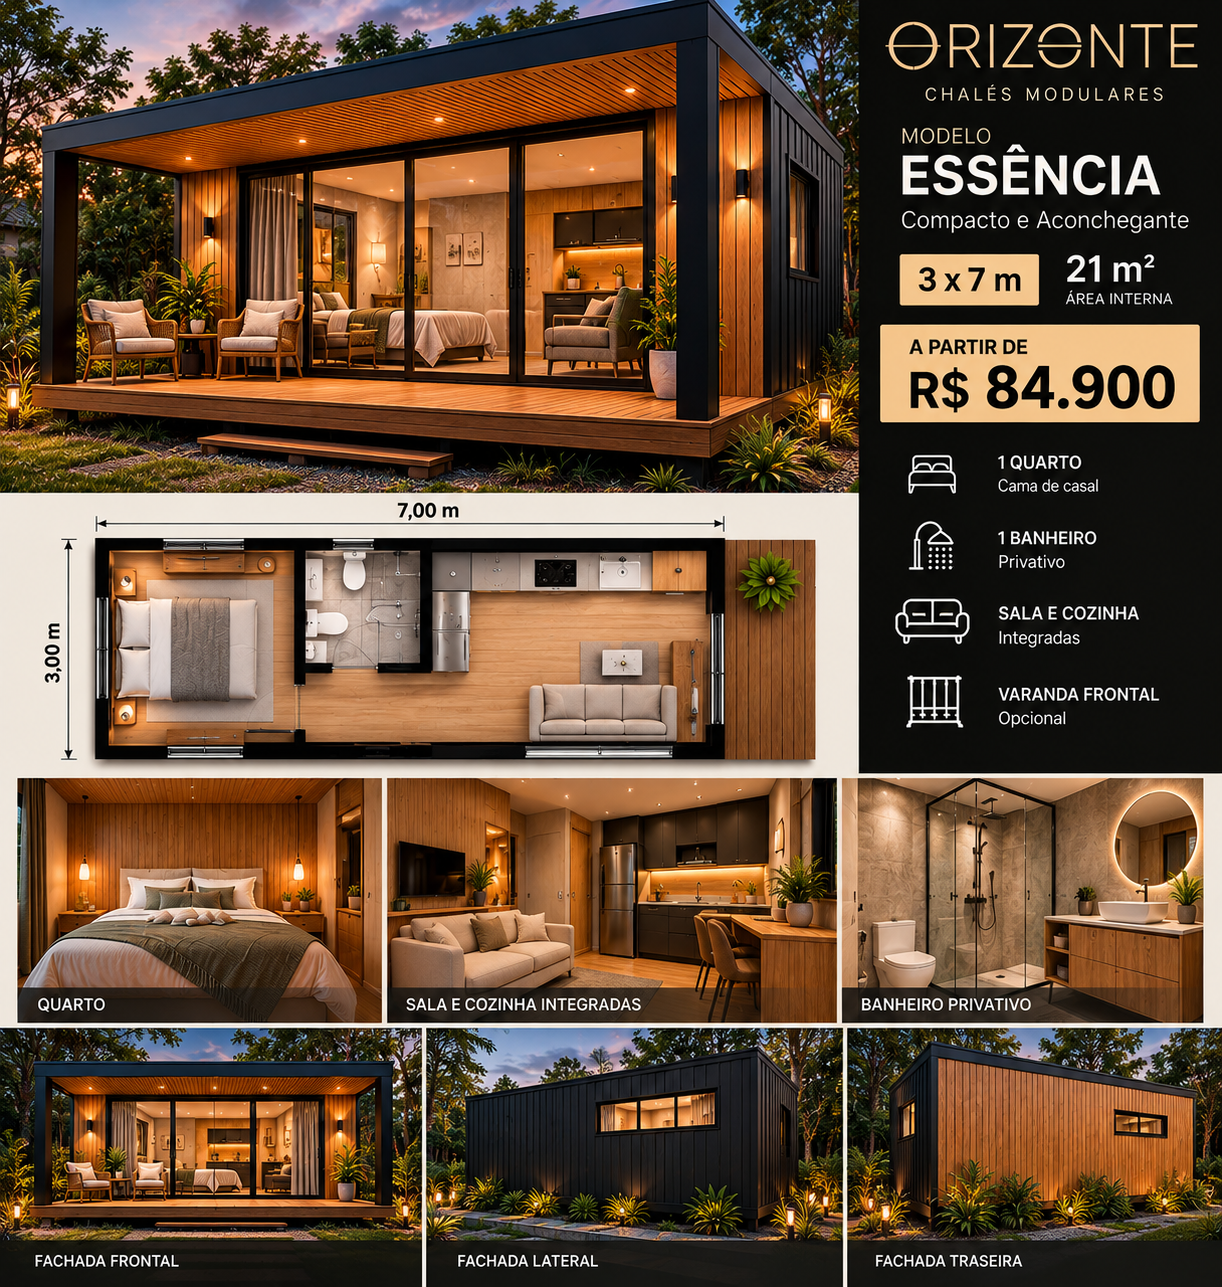 ORIZONTE
CHALÉS MODULARES
MODELO
ESSÊNCIA
Compacto e Aconchegante
3 x 7 m
21 m²
ÁREA INTERNA
A PARTIR DE
R$ 84.900
1 QUARTO
Cama de casal
1 BANHEIRO
Privativo
SALA E COZINHA
Integradas
VARANDA FRONTAL
Opcional
7,00 m
3,00 m
QUARTO
SALA E COZINHA INTEGRADAS
BANHEIRO PRIVATIVO
FACHADA FRONTAL
FACHADA LATERAL
FACHADA TRASEIRA